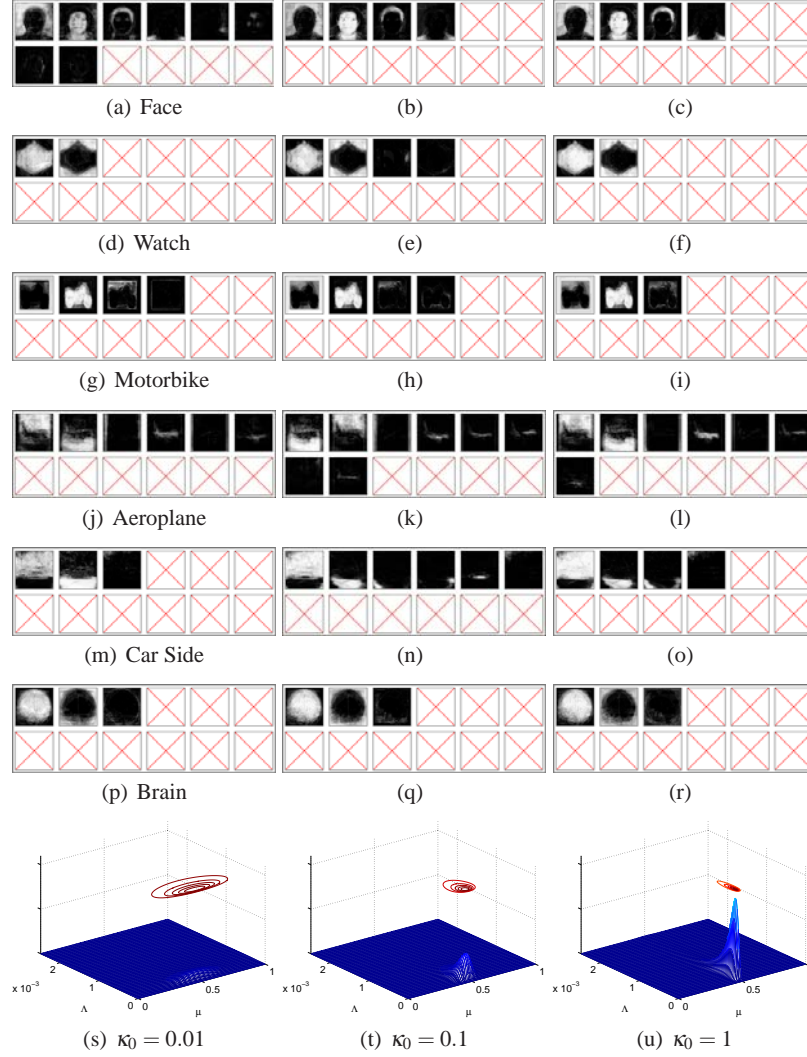 (a) Face (b) (c)
(d) Watch (e) (f)
(g) Motorbike (h) (i)
(j) Aeroplane (k) (l)
(m) Car Side (n) (o)
(p) Brain (q) (r)
2 2 2
1 1 1
x 10⁻³ x 10⁻³ x 10⁻³
0 0 0.5 1 0 0 0.5 1 0 0 0.5 1
Λ μ Λ μ Λ μ
(s) κ₀ = 0.01 (t) κ₀ = 0.1 (u) κ₀ = 1